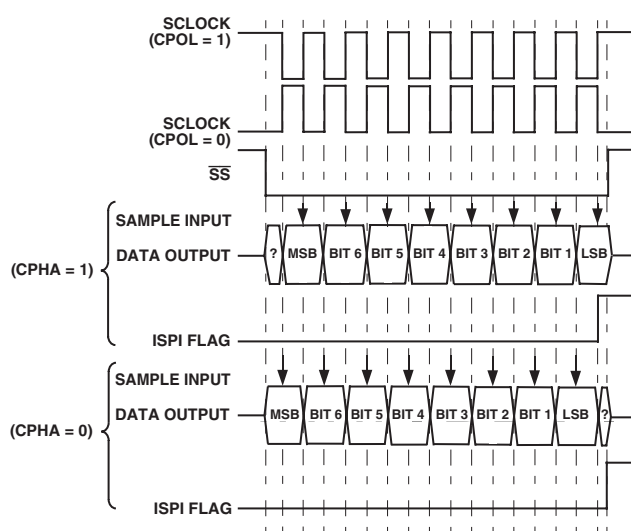 SCLOCK
(CPOL = 1)
SCLOCK
(CPOL = 0)
SS
SAMPLE INPUT
DATA OUTPUT
? MSB BIT 6 BIT 5 BIT 4 BIT 3 BIT 2 BIT 1 LSB
(CPHA = 1)
ISPI FLAG
SAMPLE INPUT
DATA OUTPUT
MSB BIT 6 BIT 5 BIT 4 BIT 3 BIT 2 BIT 1 LSB ?
(CPHA = 0)
ISPI FLAG